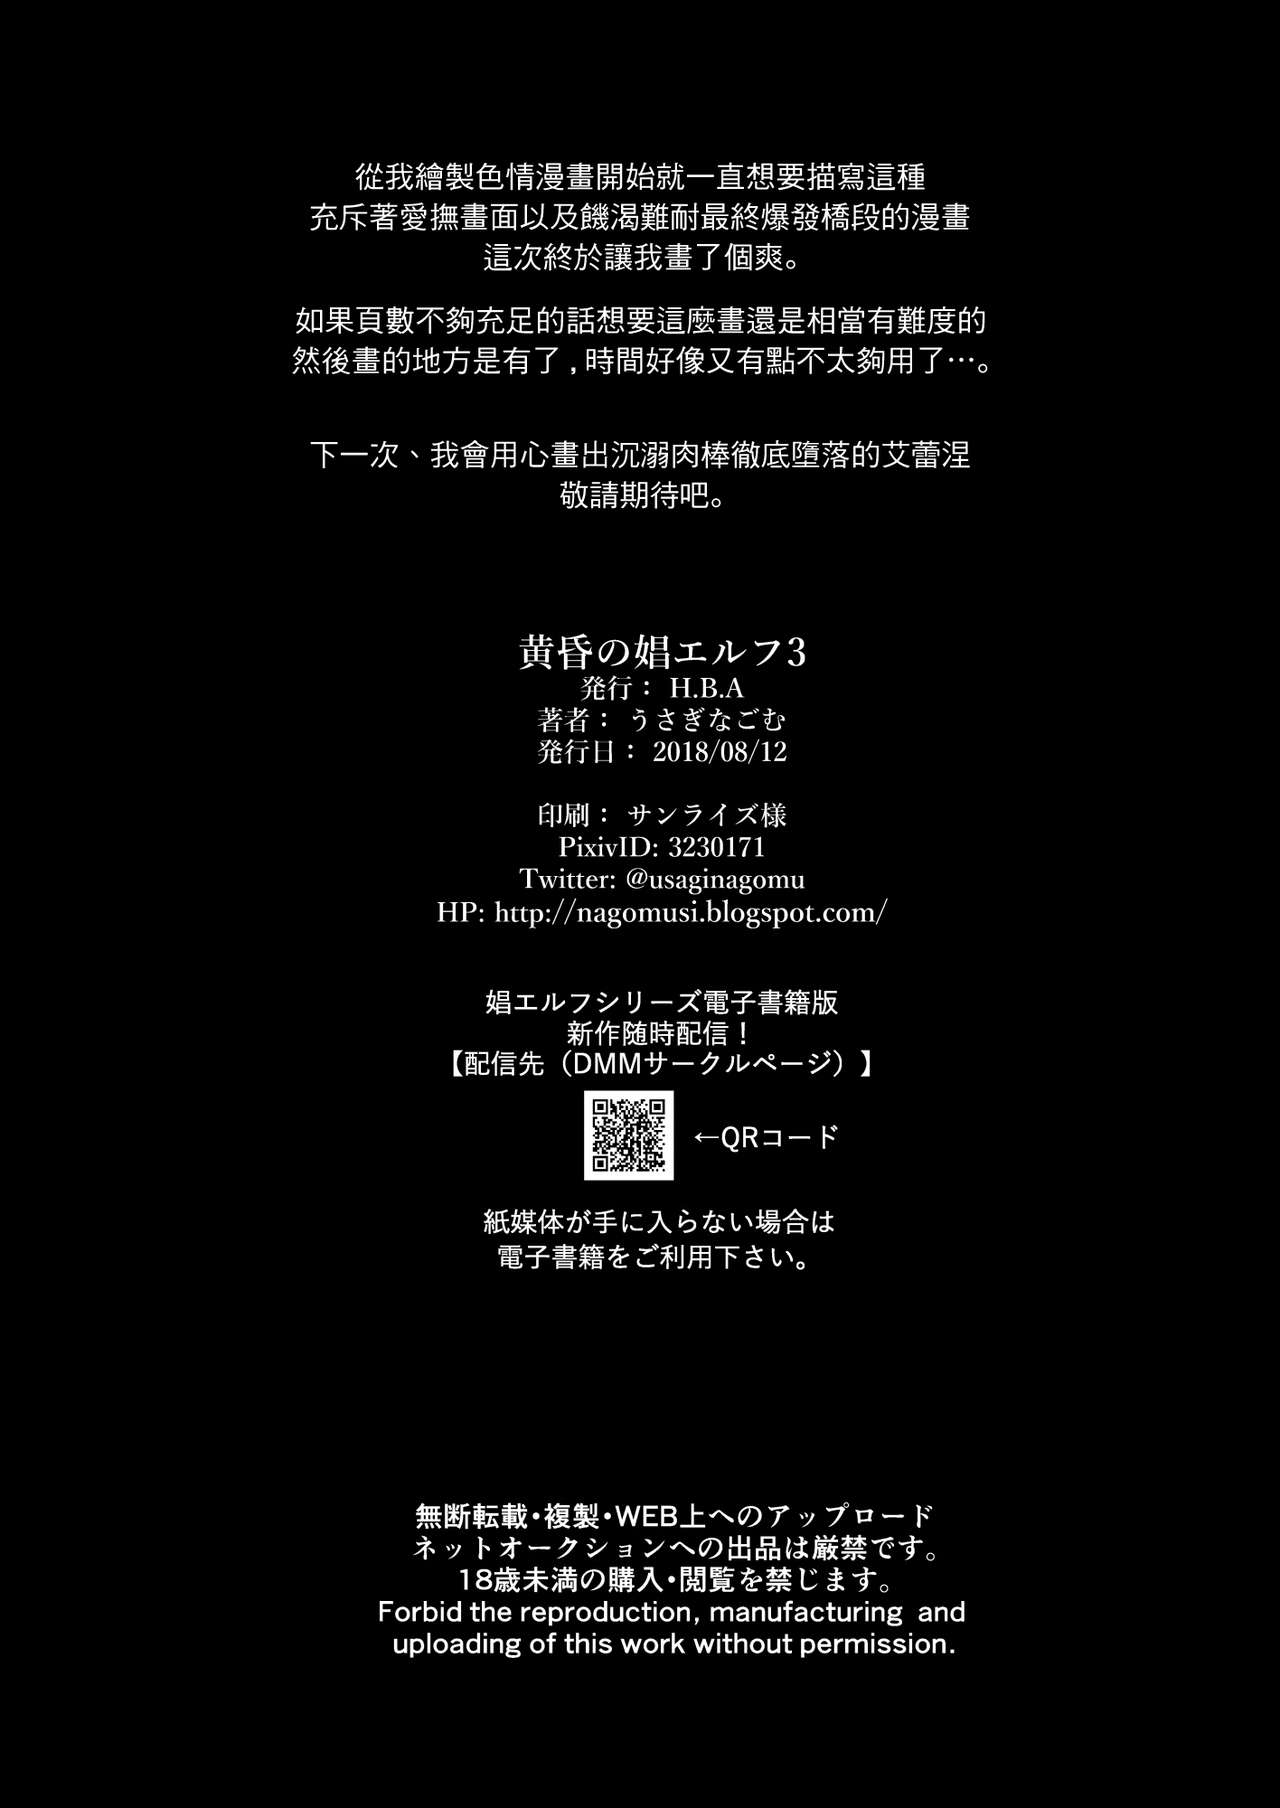 從我繪製色情漫畫開始就一直想要描寫這種
充斥著愛撫畫面以及饑渴難耐最終爆發橋段的漫畫
這次終於讓我畫了個爽。
如果頁數不夠充足的話想要這麼畫還是相當有難度的
然後畫的地方是有了,時間好像又有點不太夠用了…。
下一次、我會用心畫出沉溺肉棒徹底墮落的艾蕾涅
敬請期待吧。
黄昏の娼エルフ3
発行： H.B.A
著者： うさぎなごむ
発行日： 2018/08/12
印刷： サンライズ様
PixivID: 3230171
Twitter: @usaginagomu
HP: http://nagomusi.blogspot.com/
娼エルフシリーズ電子書籍版
新作随時配信！
【配信先（DMMサークルページ）】
←QRコード
紙媒体が手に入らない場合は
電子書籍をご利用下さい。
無断転載・複製・WEB上へのアップロード
ネットオークションへの出品は厳禁です。
18歳未満の購入・閲覧を禁じます。
Forbid the reproduction, manufacturing and
uploading of this work without permission.